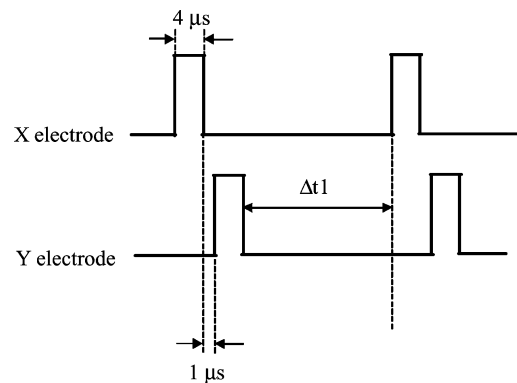 4 μs
X electrode
Δt1
Y electrode
1 μs